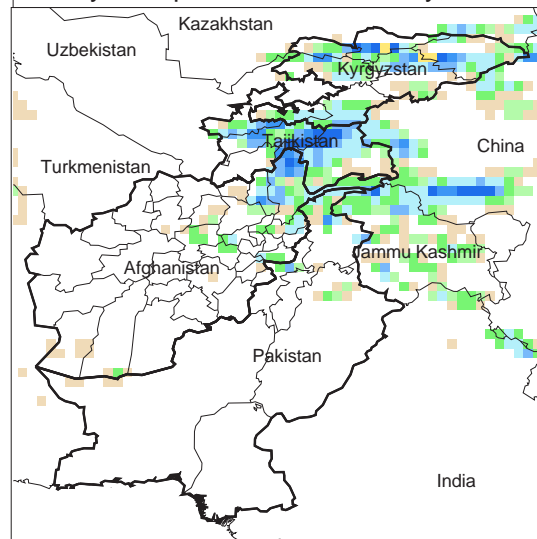 Kazakhstan
Uzbekistan
Kyrgyzstan
Tajikistan
China
Turkmenistan
Jammu Kashmir
Afghanistan
Pakistan
India